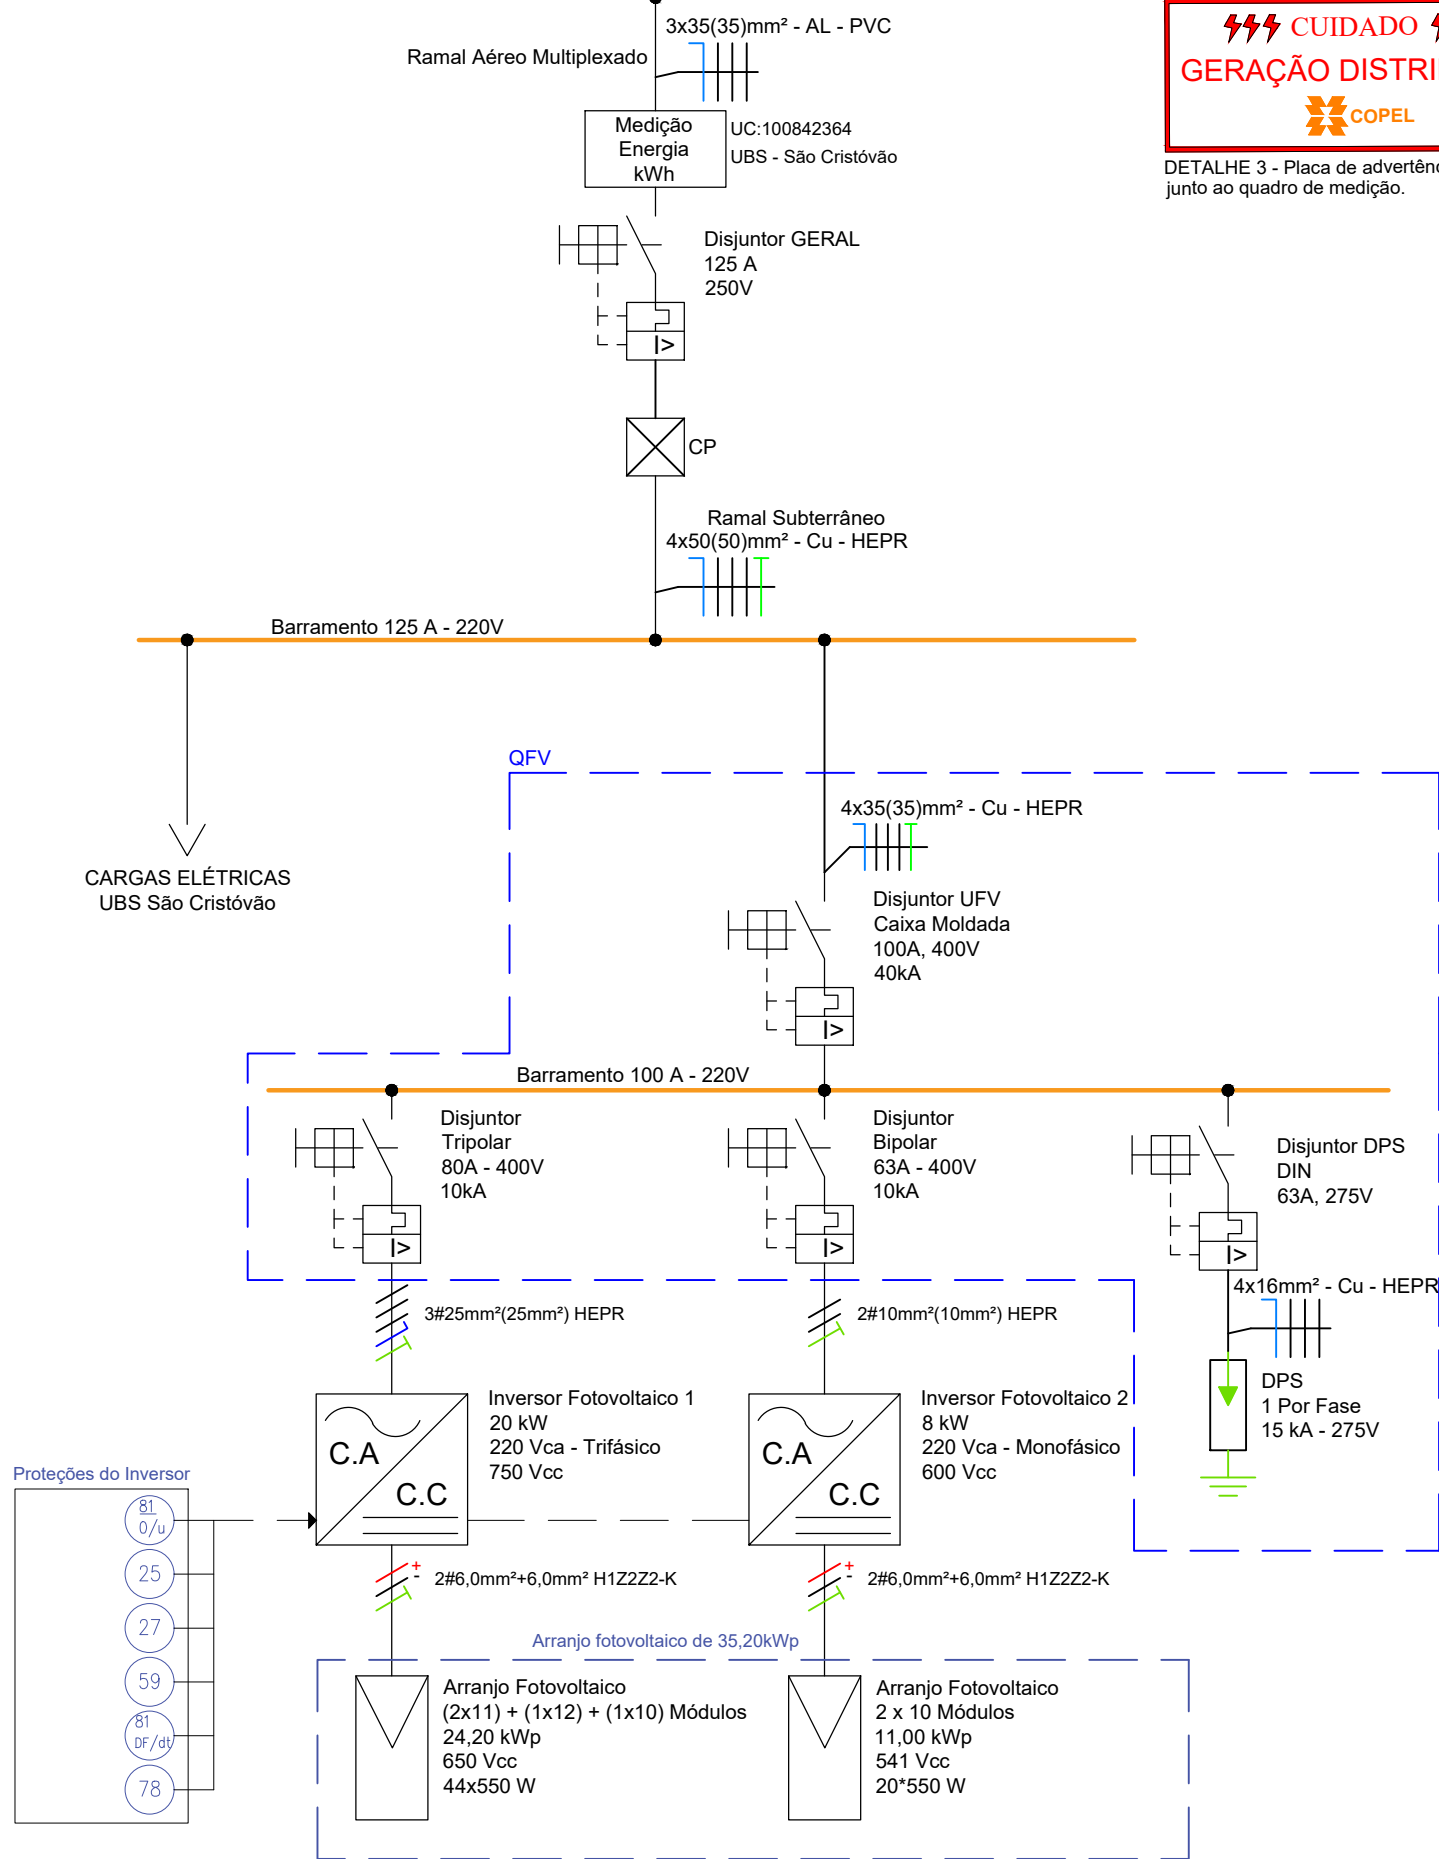 3x35(35)mm² - AL - PVC
Ramal Aéreo Multiplexado
CUIDADO
GERAÇÃO DISTRI
COPEL
DETALHE 3 - Placa de advertênc
junto ao quadro de medição.
Medição
Energia
kWh
UC:100842364
UBS - São Cristóvão
Disjuntor GERAL
125 A
250V
I>
CP
Ramal Subterrâneo
4x50(50)mm² - Cu - HEPR
Barramento 125 A - 220V
QFV
CARGAS ELÉTRICAS
UBS São Cristóvão
4x35(35)mm² - Cu - HEPR
Disjuntor UFV
Caixa Moldada
100A, 400V
40kA
I>
Barramento 100 A - 220V
Disjuntor
Tripolar
80A - 400V
10kA
I>
Disjuntor
Bipolar
63A - 400V
10kA
I>
Disjuntor DPS
DIN
63A, 275V
I>
3#25mm²(25mm²) HEPR
2#10mm²(10mm²) HEPR
4x16mm² - Cu - HEPR
DPS
1 Por Fase
15 kA - 275V
C.A
C.C
Inversor Fotovoltaico 1
20 kW
220 Vca - Trifásico
750 Vcc
C.A
C.C
Inversor Fotovoltaico 2
8 kW
220 Vca - Monofásico
600 Vcc
Proteções do Inversor
81
O/u
25
27
59
81
DF/dt
78
+
-
2#6,0mm²+6,0mm² H1Z2Z2-K
+
-
2#6,0mm²+6,0mm² H1Z2Z2-K
Arranjo fotovoltaico de 35,20kWp
Arranjo Fotovoltaico
(2x11) + (1x12) + (1x10) Módulos
24,20 kWp
650 Vcc
44x550 W
Arranjo Fotovoltaico
2 x 10 Módulos
11,00 kWp
541 Vcc
20*550 W